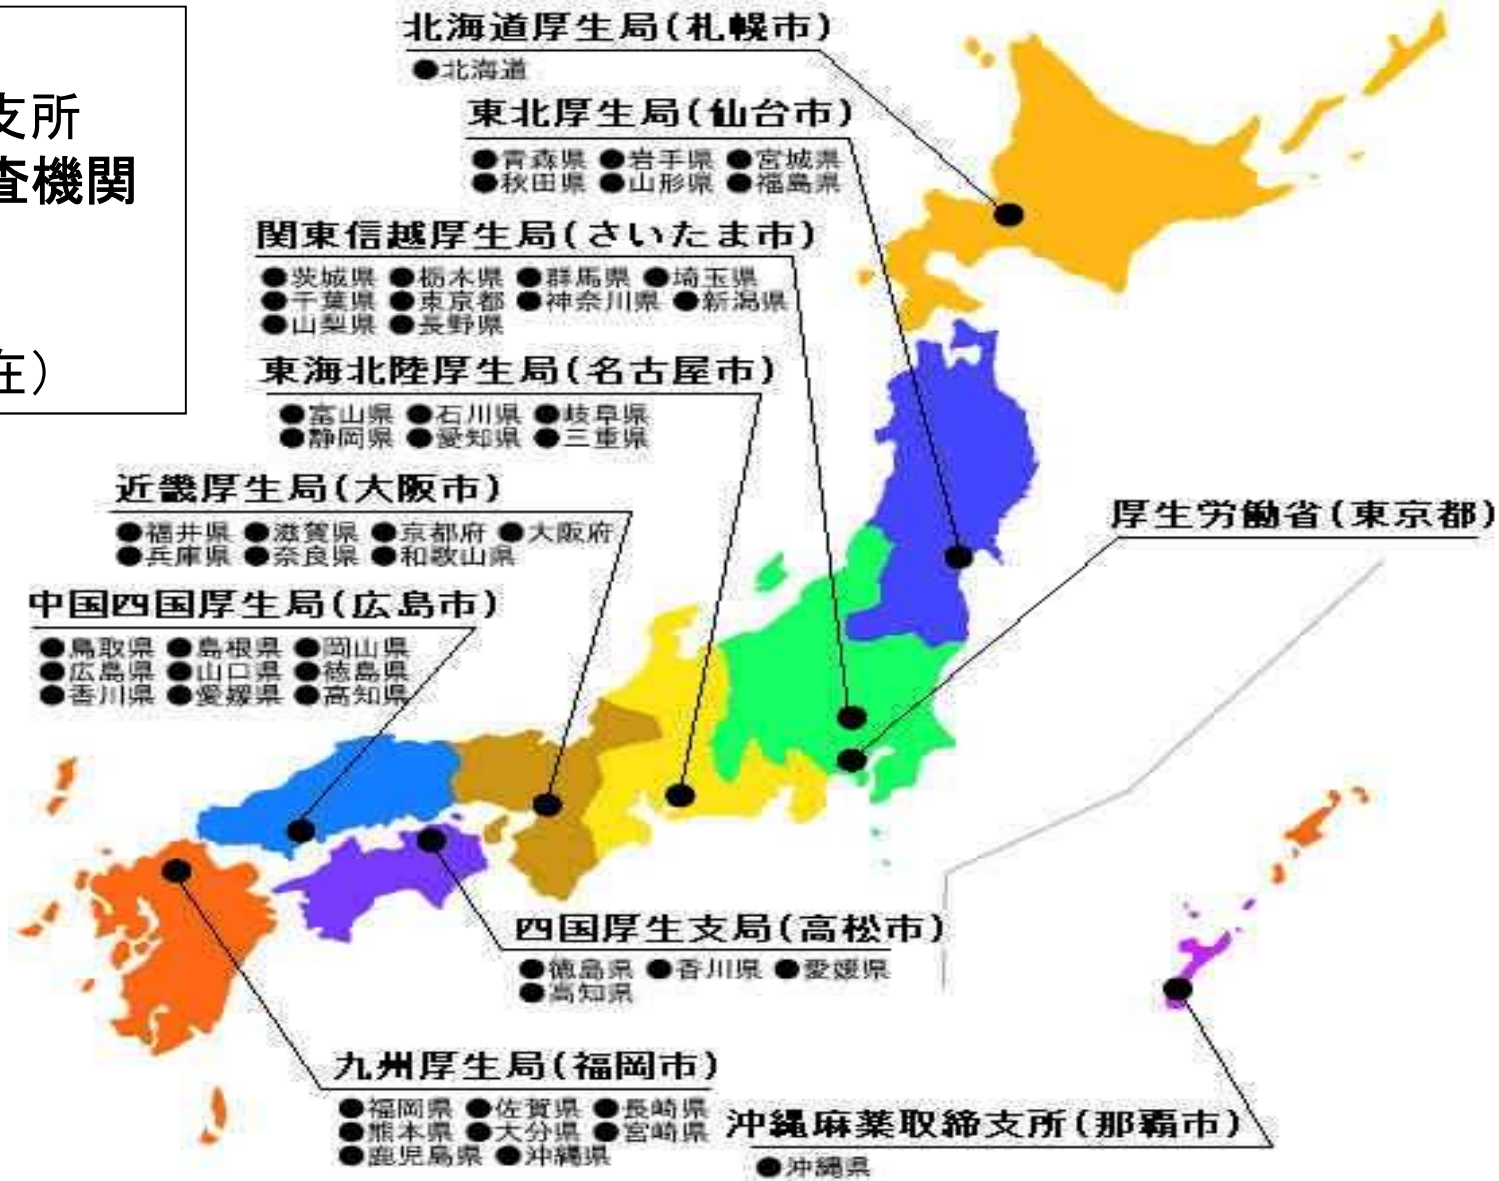 支所
査機関
在）
北海道厚生局(札幌市)
●北海道
東北厚生局(仙台市)
●青森県 ●岩手県 ●宮城県
●秋田県 ●山形県 ●福島県
関東信越厚生局(さいたま市)
●茨城県 ●栃木県 ●群馬県 ●埼玉県
●千葉県 ●東京都 ●神奈川県 ●新潟県
●山梨県 ●長野県
東海北陸厚生局(名古屋市)
●富山県 ●石川県 ●岐阜県
●静岡県 ●愛知県 ●三重県
近畿厚生局(大阪市)
●福井県 ●滋賀県 ●京都府 ●大阪府
●兵庫県 ●奈良県 ●和歌山県
厚生労働省(東京都)
中国四国厚生局(広島市)
●鳥取県 ●島根県 ●岡山県
●広島県 ●山口県 ●徳島県
●香川県 ●愛媛県 ●高知県
四国厚生支局(高松市)
●徳島県 ●香川県 ●愛媛県
●高知県
九州厚生局(福岡市)
●福岡県 ●佐賀県 ●長崎県
●熊本県 ●大分県 ●宮崎県
●鹿児島県 ●沖縄県
沖縄麻薬取締支所(那覇市)
●沖縄県